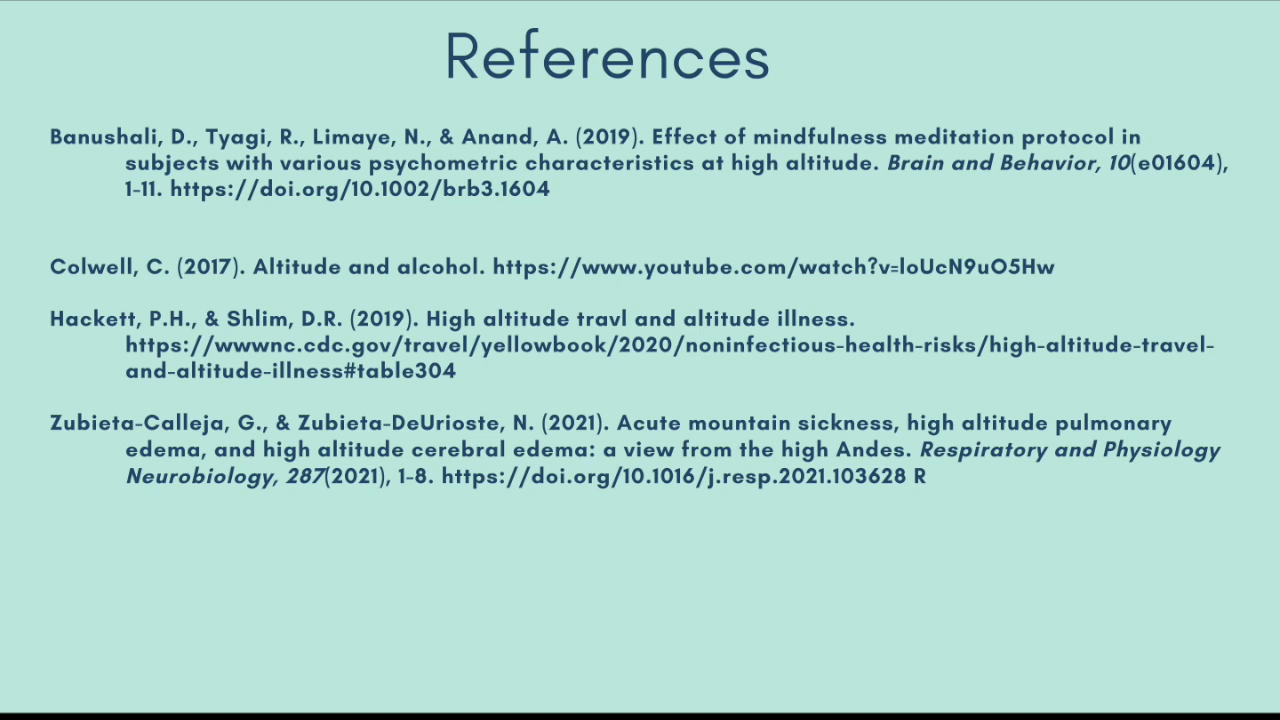 References
Banushali, D., Tyagi, R., Limaye, N., & Anand, A. (2019). Effect of mindfulness meditation protocol in
subjects with various psychometric characteristics at high altitude. Brain and Behavior, 10(e01604),
1-11. https://doi.org/10.1002/brb3.1604
Colwell, C. (2017). Altitude and alcohol. https://www.youtube.com/watch?v=loUcN9uO5Hw
Hackett, P.H., & Shlim, D.R. (2019). High altitude travl and altitude illness.
https://wwwnc.cdc.gov/travel/yellowbook/2020/noninfectious-health-risks/high-altitude-travel-
and-altitude-illness#table304
Zubieta-Calleja, G., & Zubieta-DeUrioste, N. (2021). Acute mountain sickness, high altitude pulmonary
edema, and high altitude cerebral edema: a view from the high Andes. Respiratory and Physiology
Neurobiology, 287(2021), 1-8. https://doi.org/10.1016/j.resp.2021.103628 R